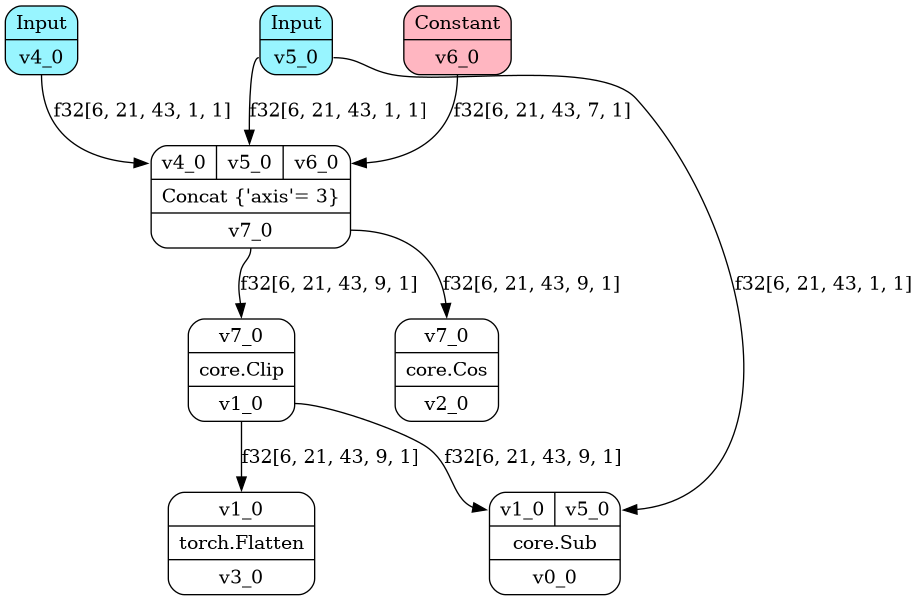 Input
v4_0
Input
v5_0
Constant
v6_0
f32[6, 21, 43, 1, 1]
f32[6, 21, 43, 1, 1]
f32[6, 21, 43, 7, 1]
v4_0 v5_0 v6_0
Concat {'axis'= 3}
v7_0
f32[6, 21, 43, 9, 1]
f32[6, 21, 43, 9, 1]
f32[6, 21, 43, 1, 1]
v7_0
core.Clip
v1_0
v7_0
core.Cos
v2_0
f32[6, 21, 43, 9, 1]
f32[6, 21, 43, 9, 1]
v1_0
torch.Flatten
v3_0
v1_0 v5_0
core.Sub
v0_0